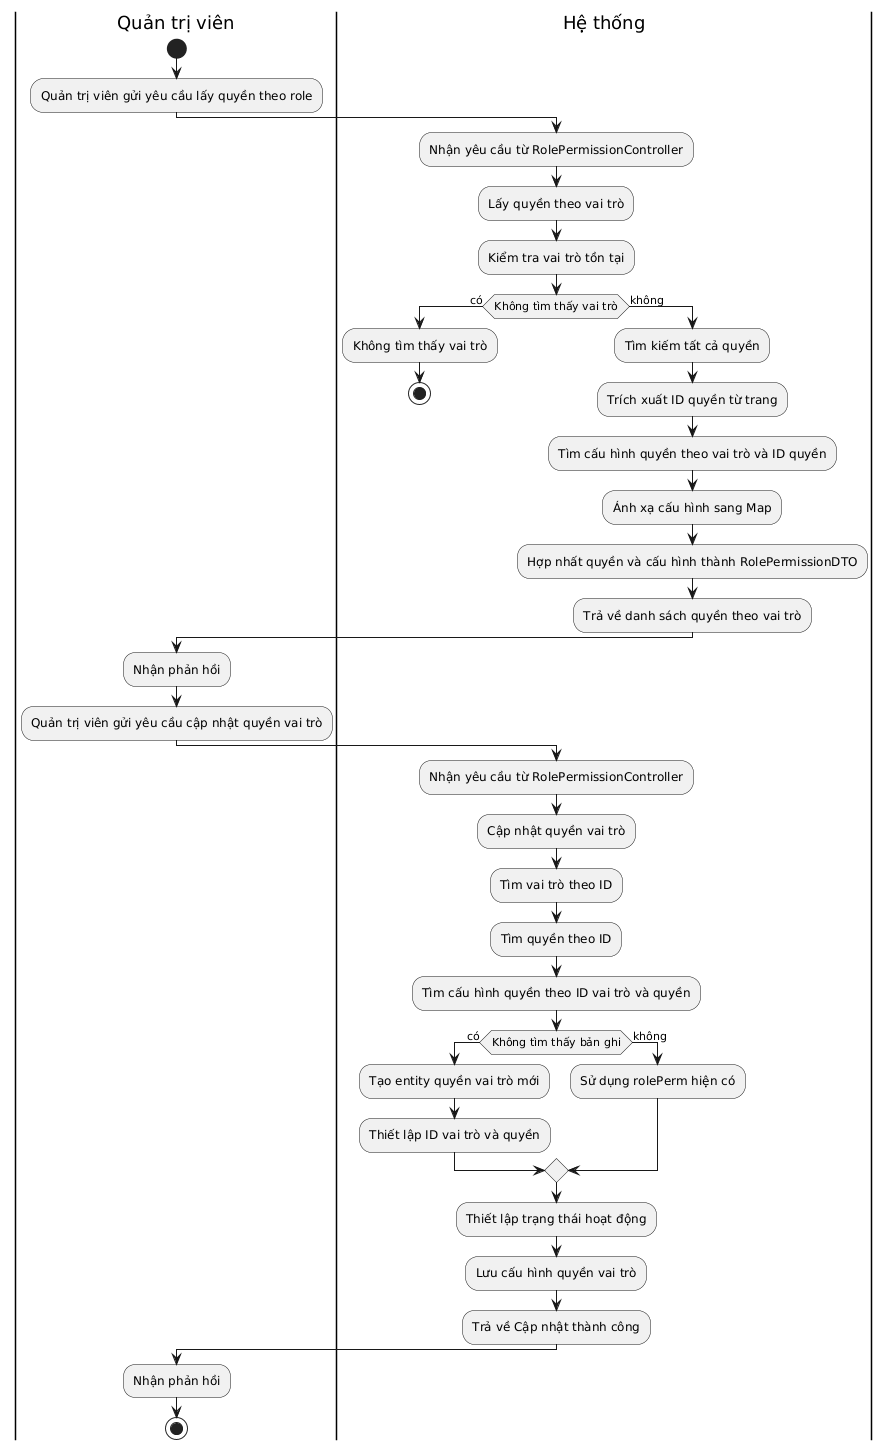 Quản trị viên
Hệ thống
Quản trị viên gửi yêu cầu lấy quyền theo role
Nhận yêu cầu từ RolePermissionController
Lấy quyền theo vai trò
Kiểm tra vai trò tồn tại
có
Không tìm thấy vai trò
không
Không tìm thấy vai trò
Tìm kiếm tất cả quyền
Trích xuất ID quyền từ trang
Tìm cấu hình quyền theo vai trò và ID quyền
Ánh xạ cấu hình sang Map
Hợp nhất quyền và cấu hình thành RolePermissionDTO
Trả về danh sách quyền theo vai trò
Nhận phản hồi
Quản trị viên gửi yêu cầu cập nhật quyền vai trò
Nhận yêu cầu từ RolePermissionController
Cập nhật quyền vai trò
Tìm vai trò theo ID
Tìm quyền theo ID
Tìm cấu hình quyền theo ID vai trò và quyền
có
Không tìm thấy bản ghi
không
Tạo entity quyền vai trò mới
Sử dụng rolePerm hiện có
Thiết lập ID vai trò và quyền
Thiết lập trạng thái hoạt động
Lưu cấu hình quyền vai trò
Trả về Cập nhật thành công
Nhận phản hồi